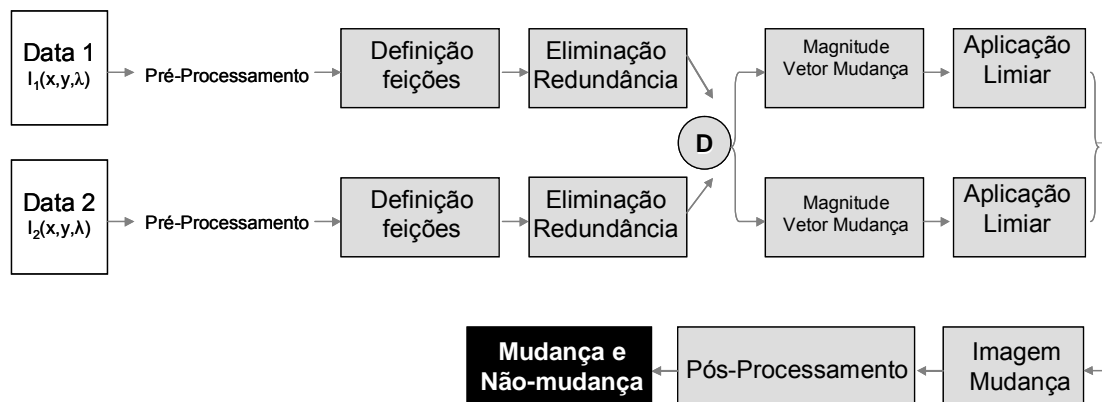 Data 1
I1(x,y,λ)
Pré-Processamento
Definição
feições
Eliminação
Redundância
Magnitude
Vetor Mudança
Aplicação
Limiar
D
Data 2
I2(x,y,λ)
Pré-Processamento
Definição
feições
Eliminação
Redundância
Magnitude
Vetor Mudança
Aplicação
Limiar
Mudança e
Não-mudança
Pós-Processamento
Imagem
Mudança